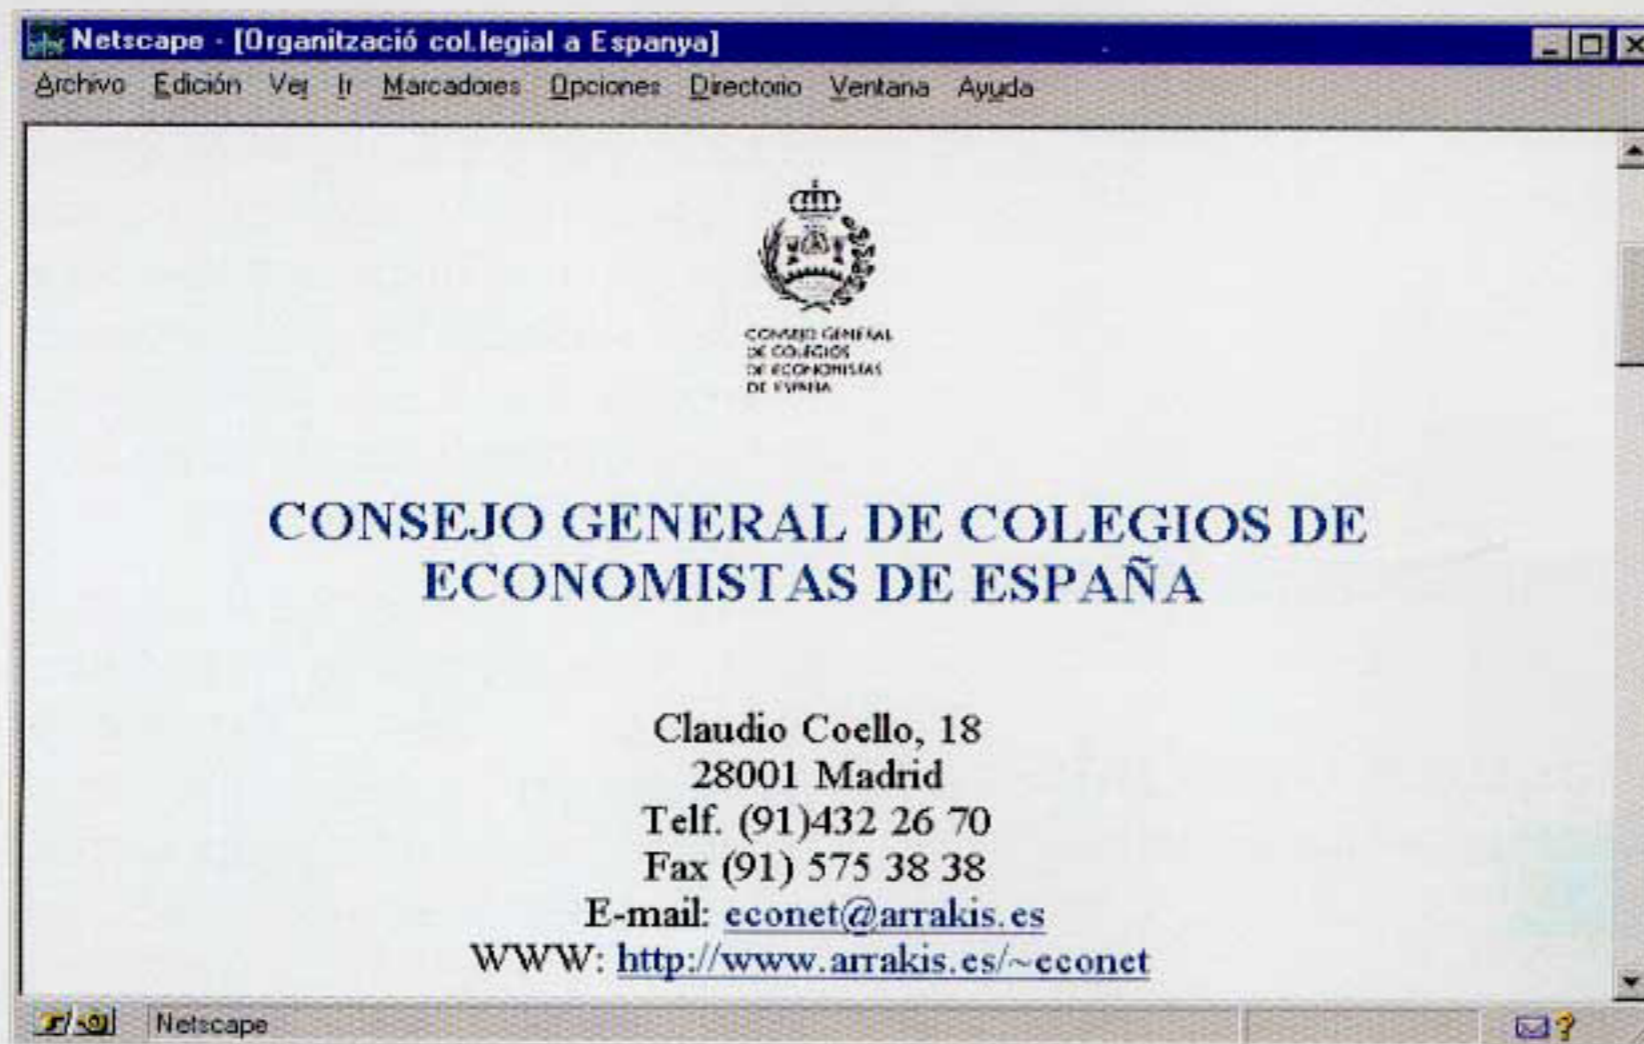 Netscape - [Organització col.legial a Espanya]
Archivo Edición Ver Ir Marcadores Opciones Directorio Ventana Ayuda
CONSEJO GENERAL
DE COLEGIOS
DE ECONOMISTAS
DE ESPAÑA
CONSEJO GENERAL DE COLEGIOS DE
ECONOMISTAS DE ESPAÑA
Claudio Coello, 18
28001 Madrid
Telf. (91)432 26 70
Fax (91) 575 38 38
E-mail: econet@arrakis.es
WWW: http://www.arrakis.es/~econet
Netscape